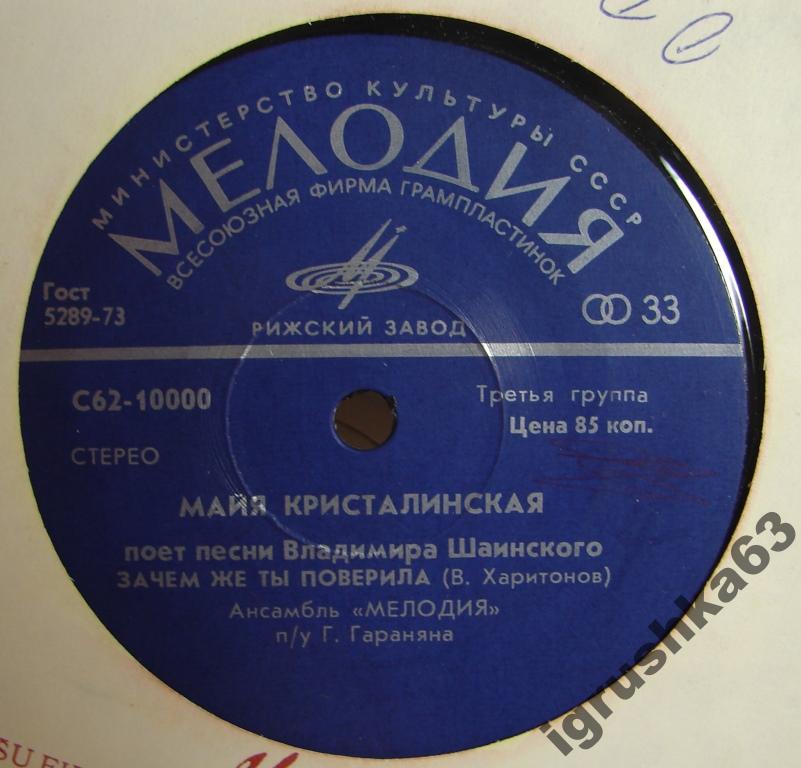 МИНИСТЕРСТВО КУЛЬТУРЫ СССР
МЕЛОДИЯ
ВСЕСОЮЗНАЯ ФИРМА ГРАМПЛАСТИНОК
Гост
5289-73
33
РИЖСКИЙ ЗАВОД
С62-10000
Третья группа
Цена 85 коп.
СТЕРЕО
МАЙЯ КРИСТАЛИНСКАЯ
поет песни Владимира Шаинского
ЗАЧЕМ ЖЕ ТЫ ПОВЕРИЛА (В. Харитонов)
Ансамбль «МЕЛОДИЯ»
п/у Г. Гараняна
igrushka63